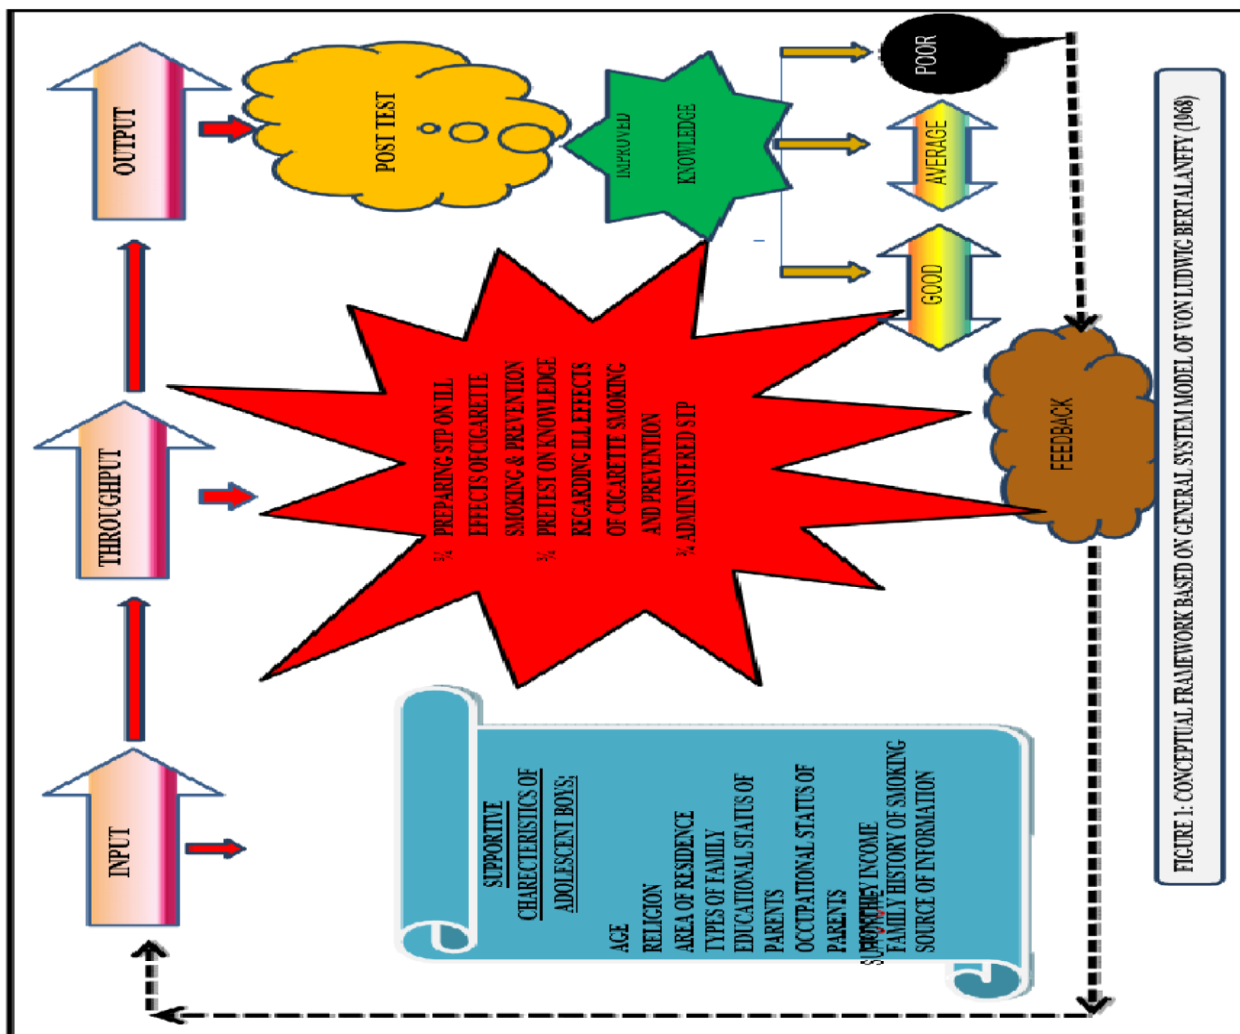 INPUT
THROUGHPUT
OUTPUT
SUPPORTIVE
CHARECTERISTICS OF
ADOLESCENT BOYS:
AGE
RELIGION
AREA OF RESIDENCE
TYPES OF FAMILY
EDUCATIONAL STATUS OF
PARENTS
OCCUPATIONAL STATUS OF
PARENTS
INCOME
FAMILY HISTORY OF SMOKING
SOURCE OF INFORMATION
¾ PREPARING STP ON ILL
EFFECTS OF CIGARETTE
SMOKING & PREVENTION
¾ PRETEST ON KNOWLEDGE
REGARDING ILL EFFECTS
OF CIGARETTE SMOKING
AND PREVENTION
¾ ADMINISTERED STP
POST TEST
IMPROVED
KNOWLEDGE
GOOD
AVERAGE
POOR
FEEDBACK
FIGURE 1: CONCEPTUAL FRAMEWORK BASED ON GENERAL SYSTEM MODEL OF VON LUDWIG BERTALANFFY (1968)